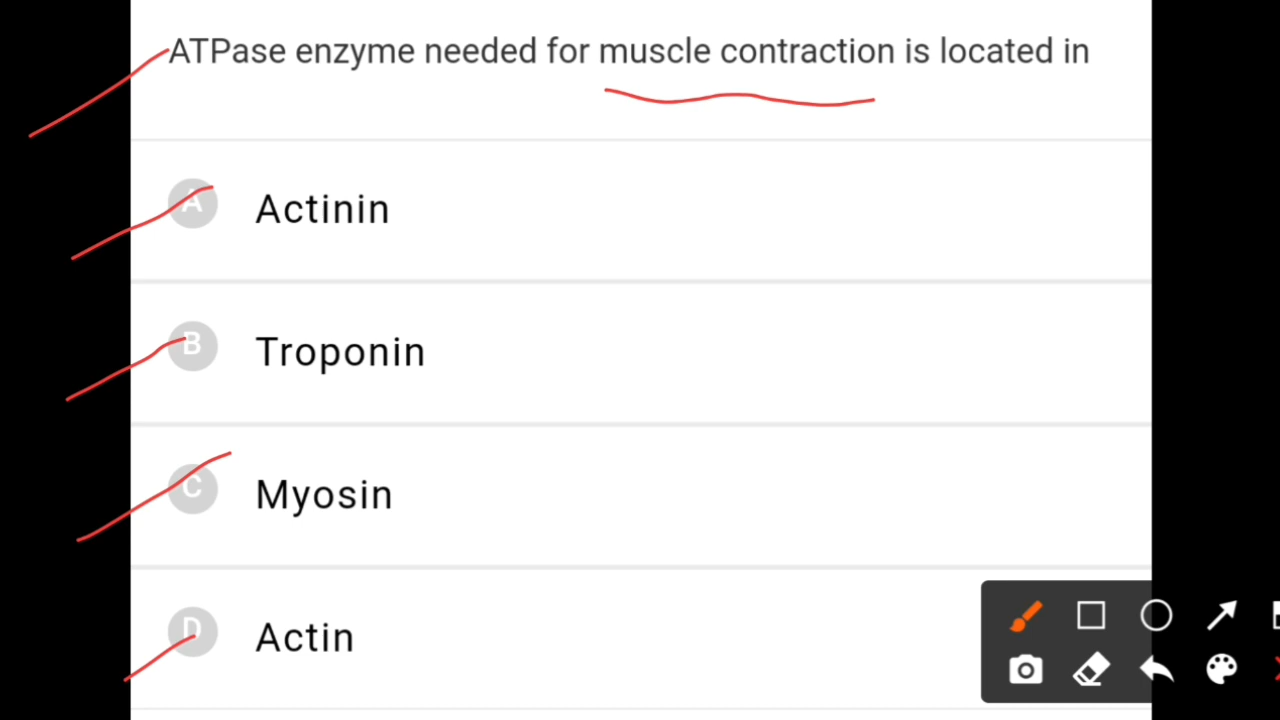 ATPase enzyme needed for muscle contraction is located in
A Actinin
B Troponin
C Myosin
D Actin